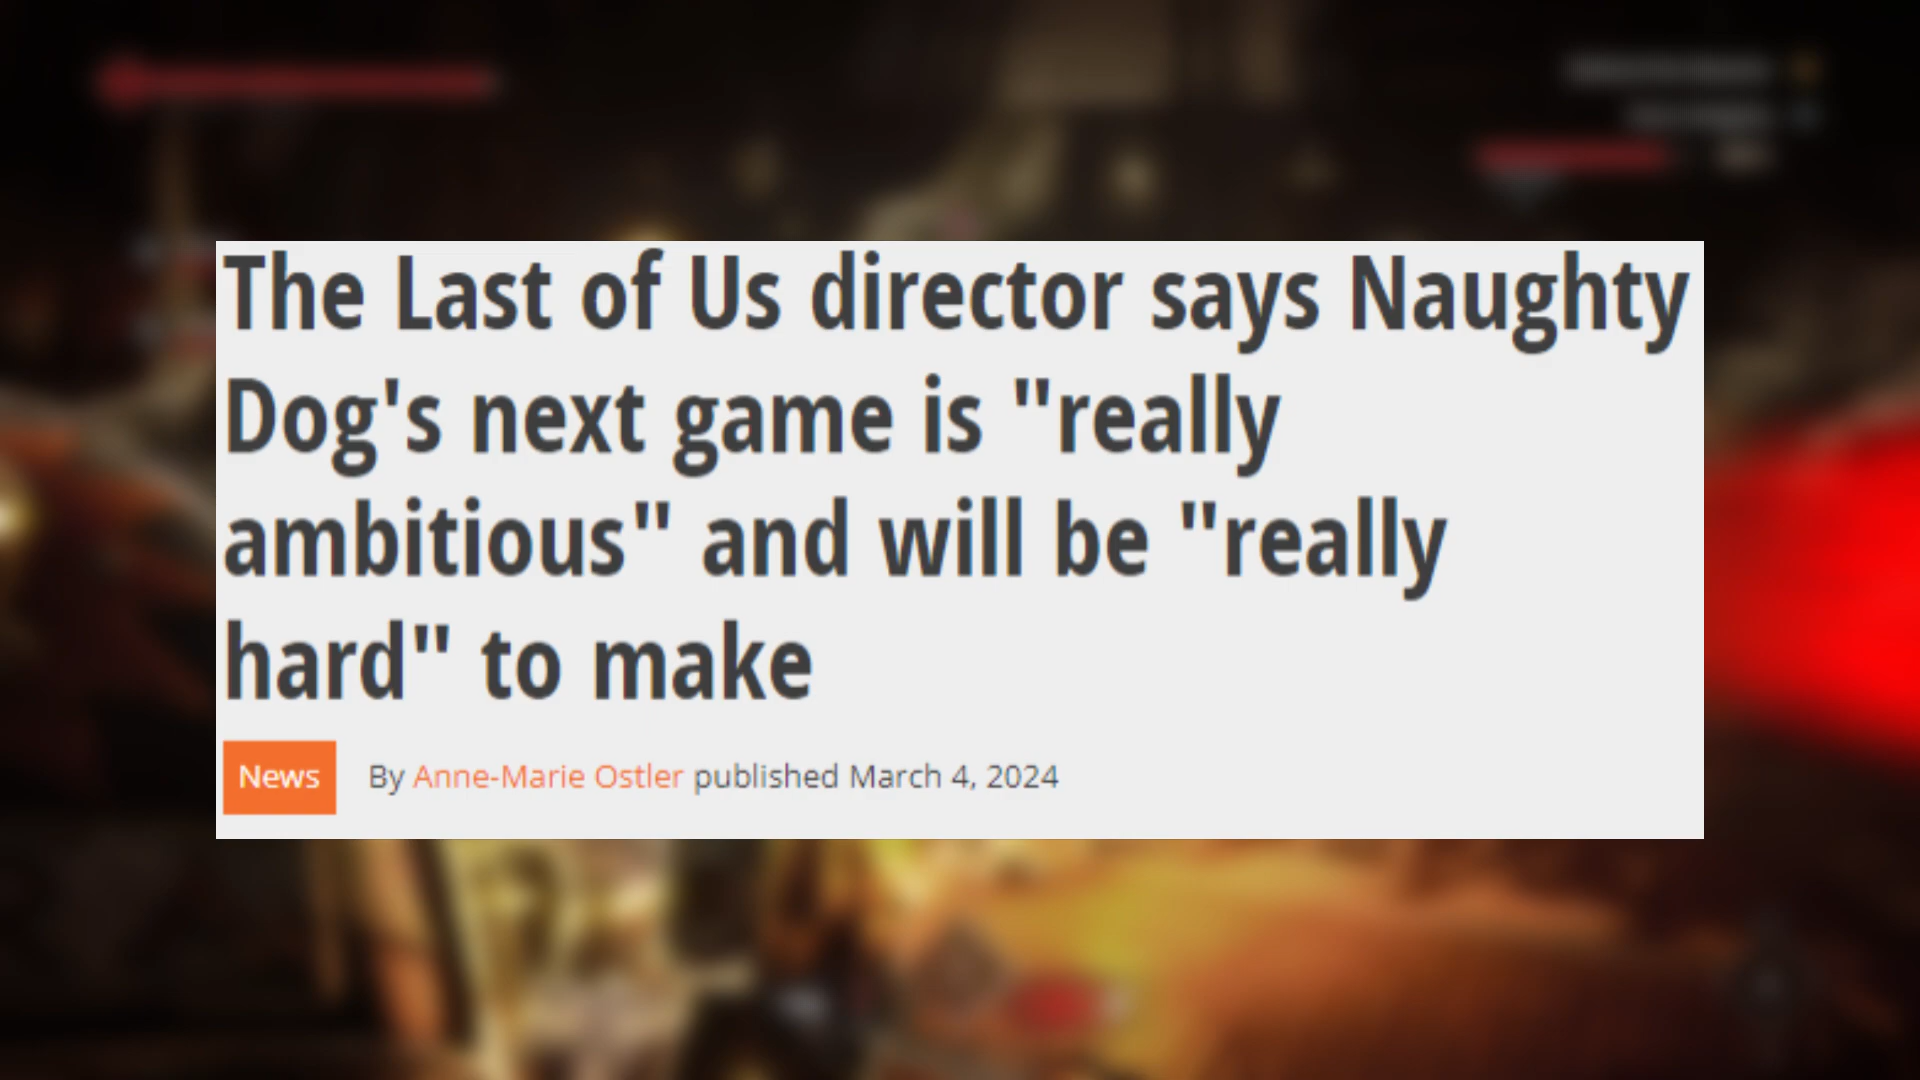 The Last of Us director says Naughty
Dog's next game is "really
ambitious" and will be "really
hard" to make
News By Anne-Marie Ostler published March 4, 2024